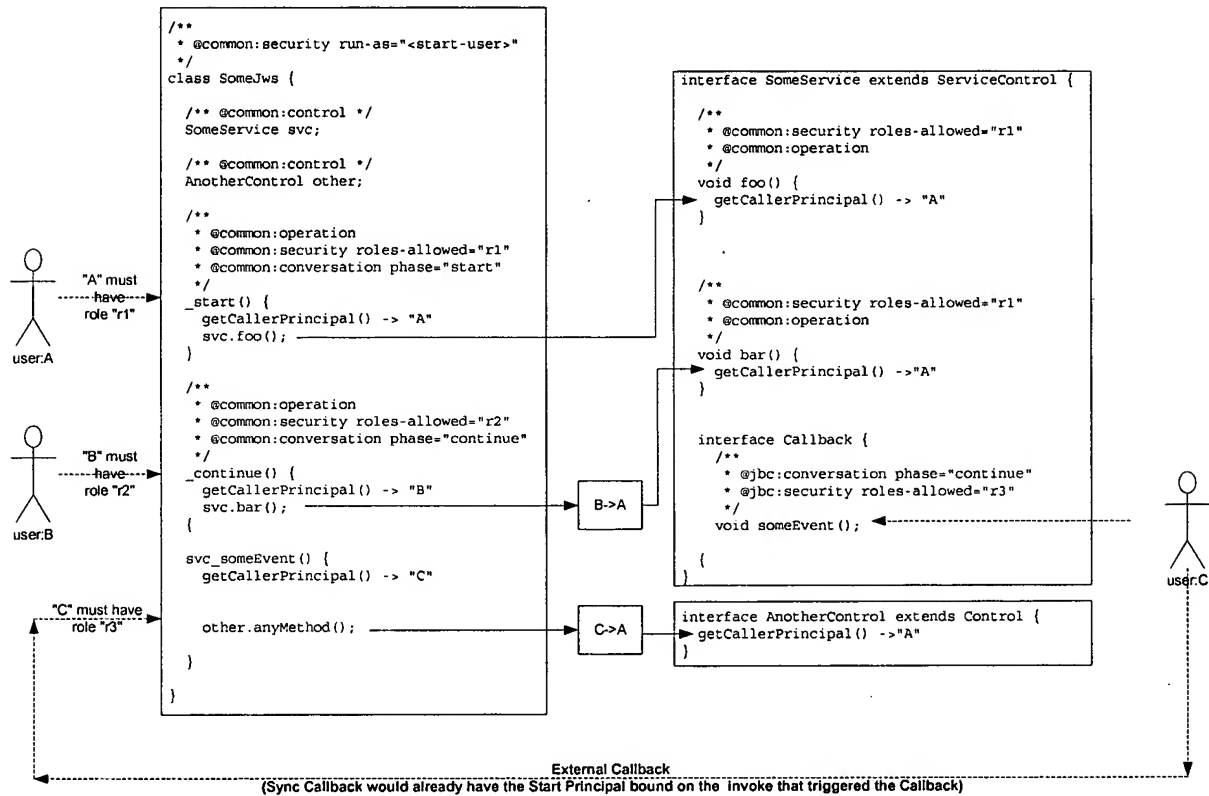 /**
* @common:security run-as="<start-user>"
*/
class SomeJws {
/** @common:control */
SomeService svc;
/** @common:control */
AnotherControl other;
/**
* @common:operation
* @common:security roles-allowed="r1"
* @common:conversation phase="start"
*/
_start() {
getCallerPrincipal() -> "A"
svc.foo();
}
/**
* @common:operation
* @common:security roles-allowed="r2"
* @common:conversation phase="continue"
*/
_continue() {
getCallerPrincipal() -> "B"
svc.bar();
{
svc_someEvent() {
getCallerPrincipal() -> "C"
other.anyMethod();
}
}
"A" must
have
role "r1"
user:A
"B" must
have
role "r2"
user:B
"C" must have
role "r3"
B->A
C->A
interface SomeService extends ServiceControl {
/**
* @common:security roles-allowed="r1"
* @common:operation
*/
void foo() {
getCallerPrincipal() -> "A"
}
/**
* @common:security roles-allowed="r1"
* @common:operation
*/
void bar() {
getCallerPrincipal() ->"A"
}
interface Callback {
/**
* @jbc:conversation phase="continue"
* @jbc:security roles-allowed="r3"
*/
void someEvent();
{
}
interface AnotherControl extends Control {
getCallerPrincipal() ->"A"
}
user:C
External Callback
(Sync Callback would already have the Start Principal bound on the invoke that triggered the Callback)